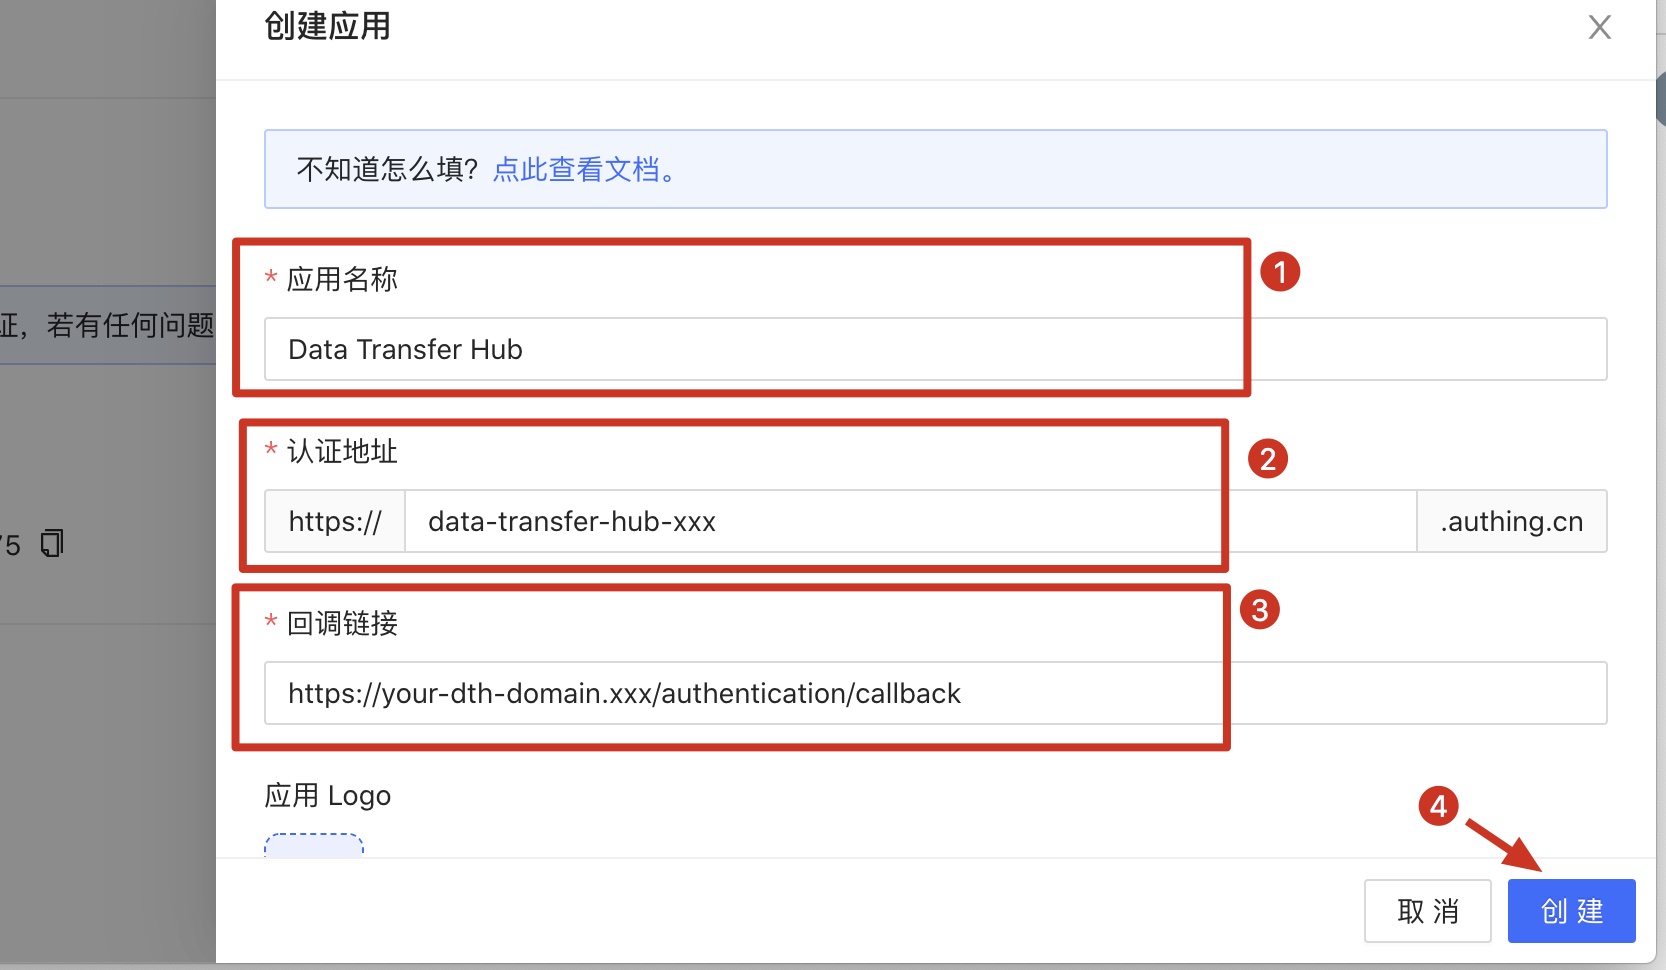 创建应用
不知道怎么填? 点此查看文档。
* 应用名称
1
Data Transfer Hub
证，若有任何问题
* 认证地址
2
https:// data-transfer-hub-xxx .authing.cn
75
* 回调链接
3
https://your-dth-domain.xxx/authentication/callback
应用 Logo
4
取 消
创 建